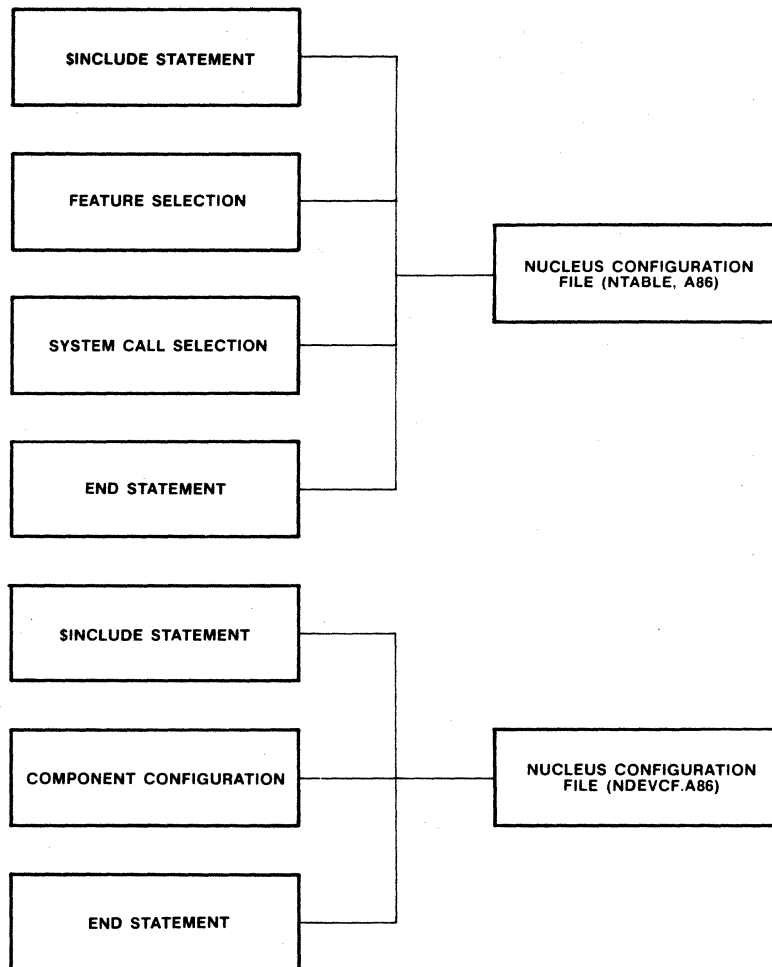 $INCLUDE STATEMENT
FEATURE SELECTION
SYSTEM CALL SELECTION
END STATEMENT
NUCLEUS CONFIGURATION
FILE (NTABLE, A86)
$INCLUDE STATEMENT
COMPONENT CONFIGURATION
END STATEMENT
NUCLEUS CONFIGURATION
FILE (NDEVCF.A86)